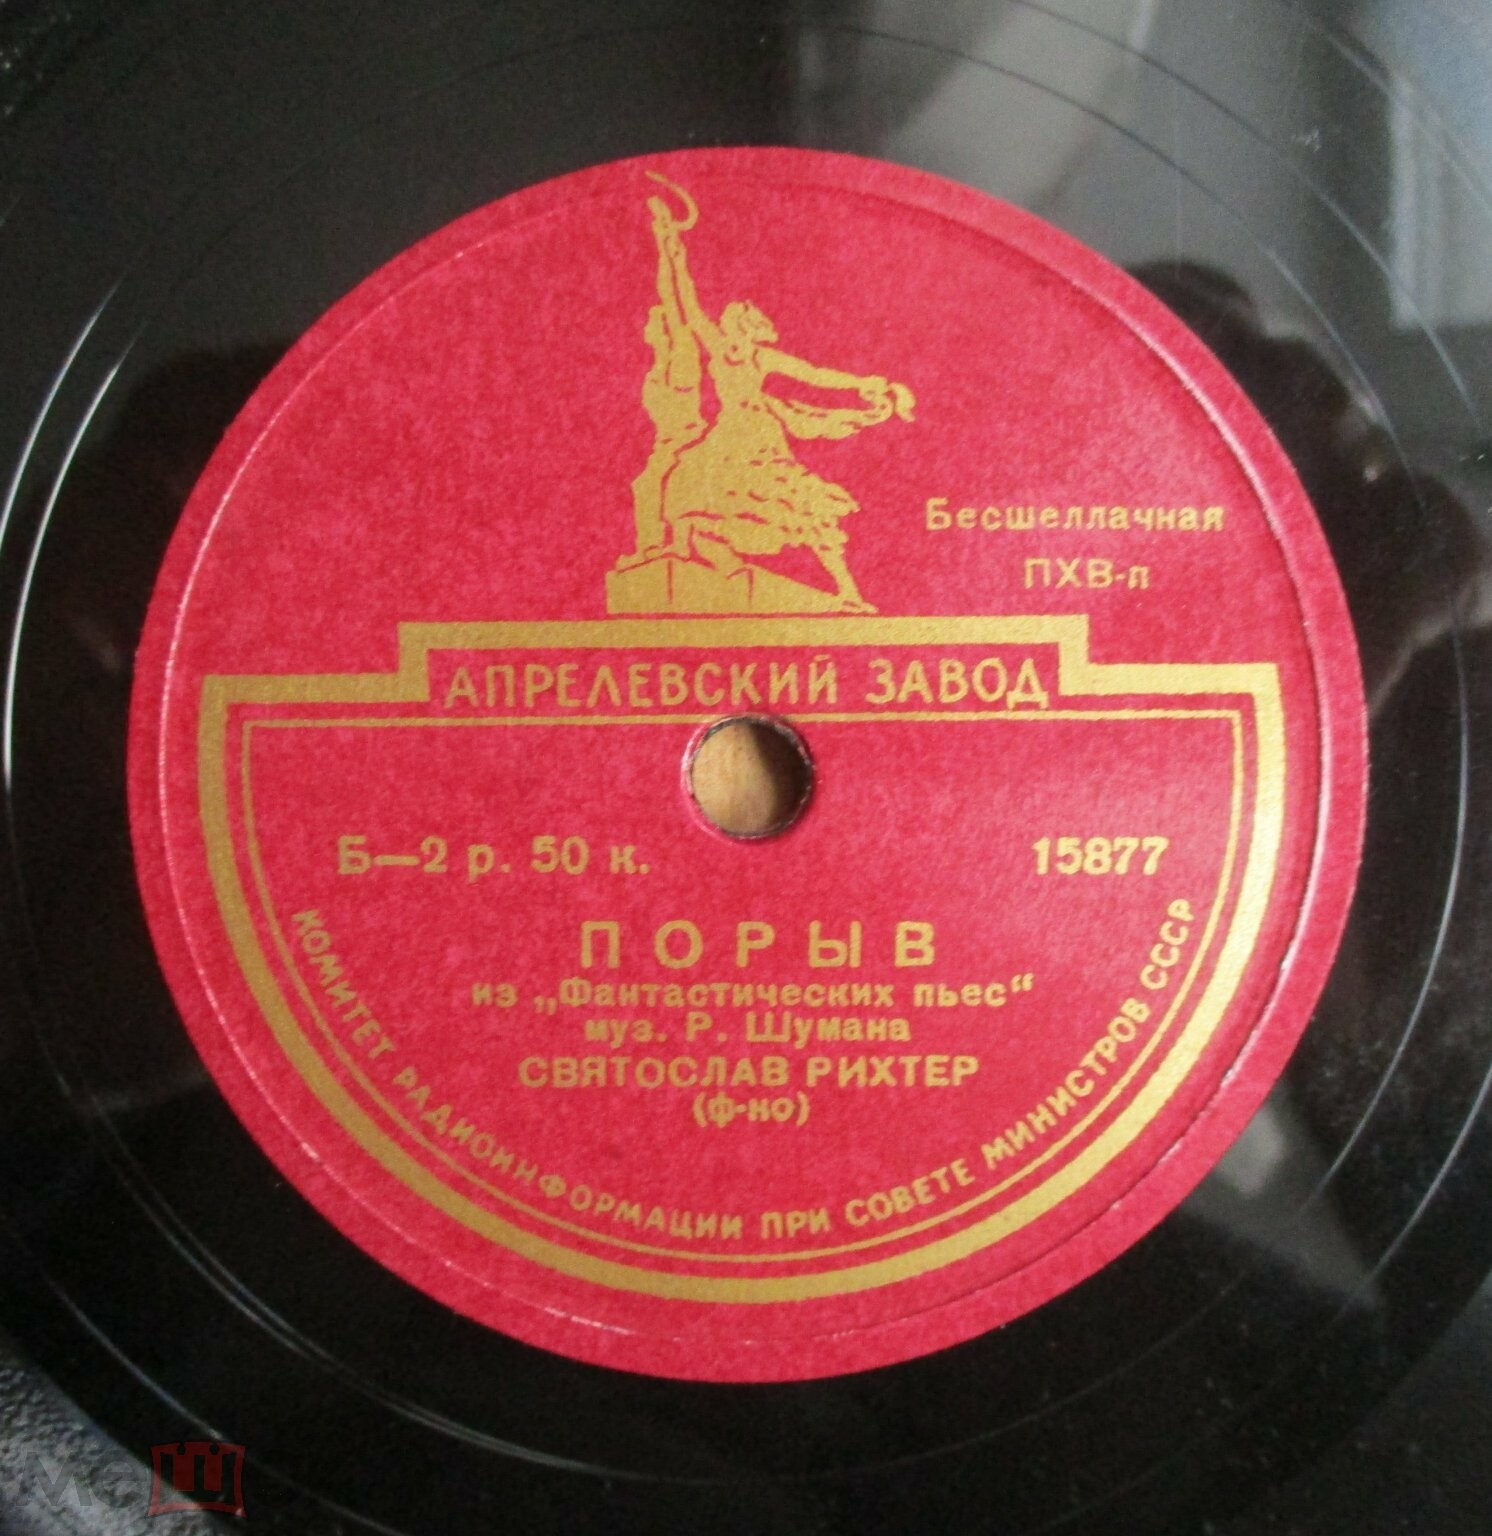 Бесшеллачная
ПХВ-п
АПРЕЛЕВСКИЙ ЗАВОД
Б—2 р. 50 к.
15877
ПОРЫВ
из „Фантастических пьес“
муз. Р. Шумана
СВЯТОСЛАВ РИХТЕР
(ф-но)
КОМИТЕТ РАДИОИНФОРМАЦИИ ПРИ СОВЕТЕ МИНИСТРОВ СССР
Меш